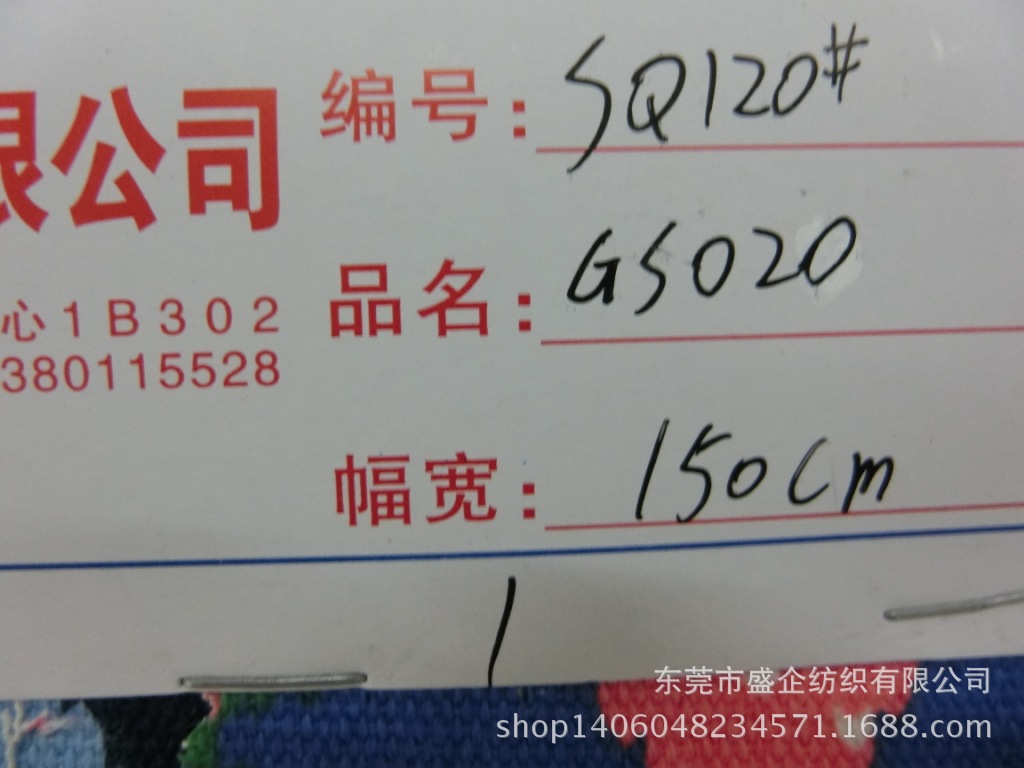 限公司
心1B302
380115528
编号: SQ120#
品名: GS020
幅宽: 150cm
1
东莞市盛企纺织有限公司
shop1406048234571.1688.com